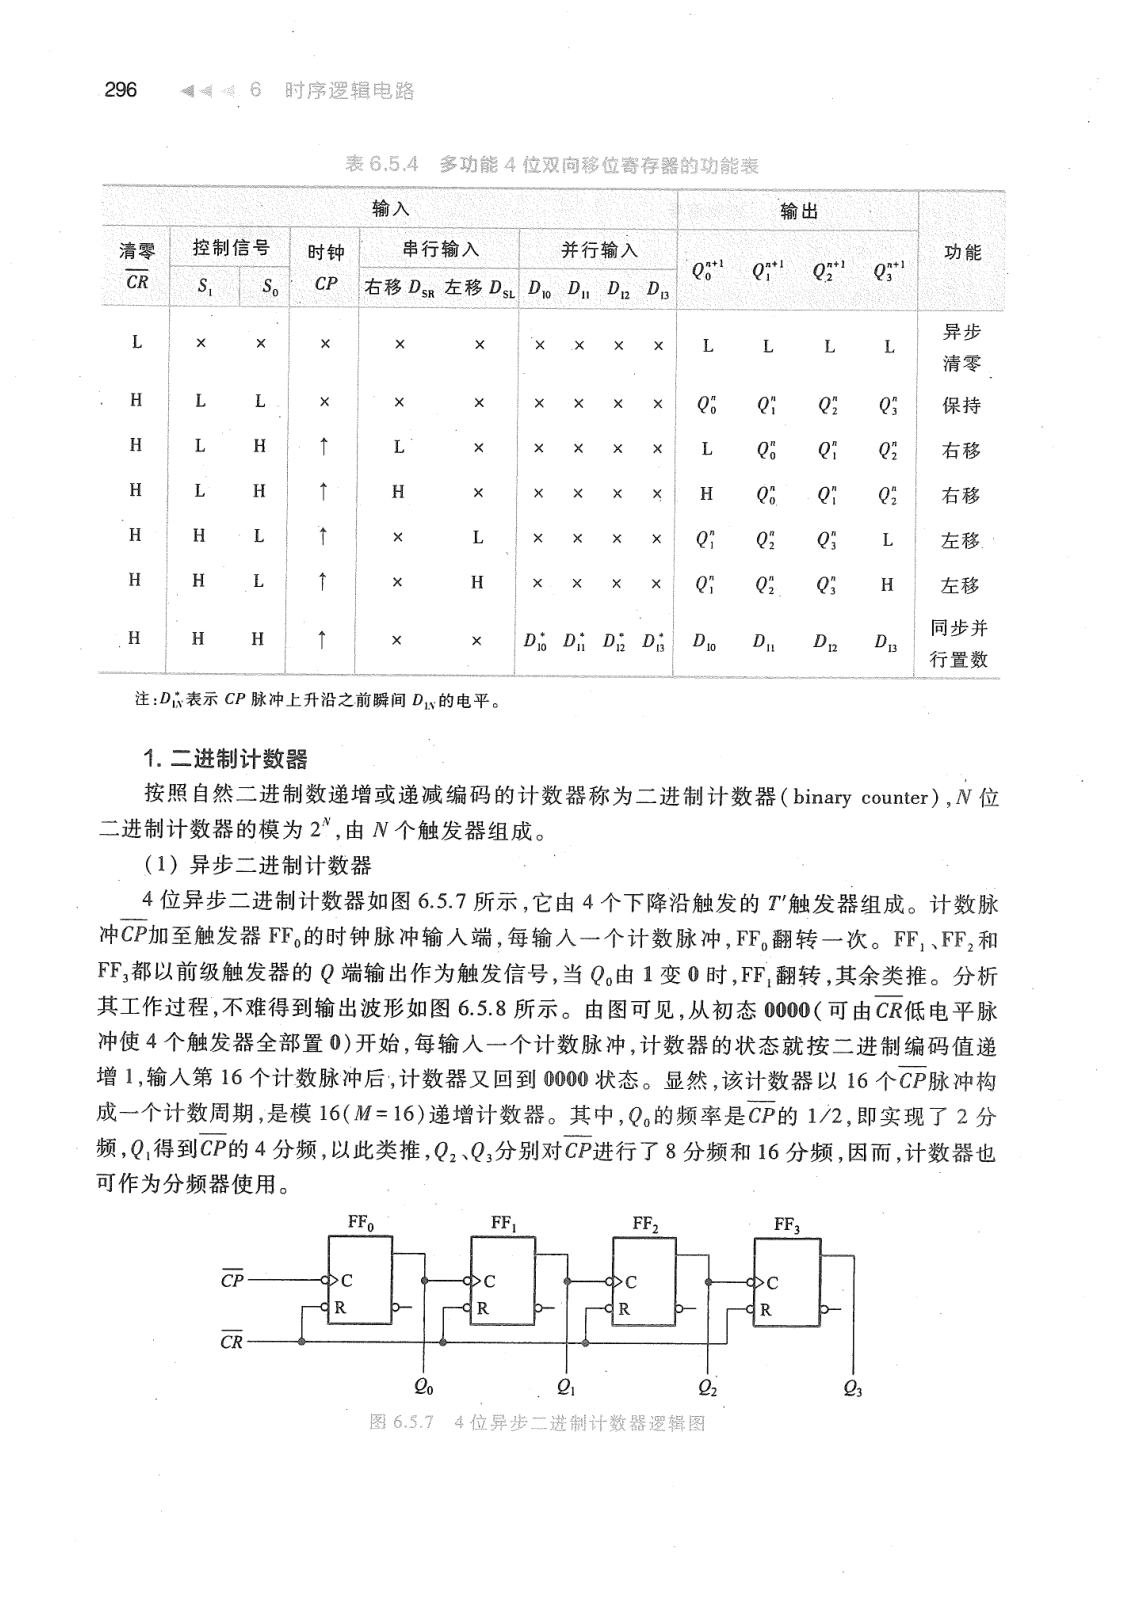 296 ◀◀◀ 6 时序逻辑电路
表 6.5.4 多功能 4 位双向移位寄存器的功能表
输入 输出 功能
清零 控制信号 时钟 串行输入 并行输入
$\overline{CR}$ S₁ S₀ CP 右移 D_SR 左移 D_SL D_I0 D_I1 D_I2 D_I3 Q₀ⁿ⁺¹ Q₁ⁿ⁺¹ Q₂ⁿ⁺¹ Q₃ⁿ⁺¹
L × × × × × × × × × L L L L 异步清零
H L L × × × × × × × Q₀ⁿ Q₁ⁿ Q₂ⁿ Q₃ⁿ 保持
H L H ↑ L × × × × × L Q₀ⁿ Q₁ⁿ Q₂ⁿ 右移
H L H ↑ H × × × × × H Q₀ⁿ Q₁ⁿ Q₂ⁿ 右移
H H L ↑ × L × × × × Q₁ⁿ Q₂ⁿ Q₃ⁿ L 左移
H H L ↑ × H × × × × Q₁ⁿ Q₂ⁿ Q₃ⁿ H 左移
H H H ↑ × × D*_I0 D*_I1 D*_I2 D*_I3 D_I0 D_I1 D_I2 D_I3 同步并行置数
注:D*_IN表示 CP 脉冲上升沿之前瞬间 D_IN的电平。
1. 二进制计数器
按照自然二进制数递增或递减编码的计数器称为二进制计数器(binary counter),N 位
二进制计数器的模为 2ᴺ,由 N 个触发器组成。
(1) 异步二进制计数器
4 位异步二进制计数器如图 6.5.7 所示,它由 4 个下降沿触发的 T′触发器组成。计数脉
冲$\overline{CP}$加至触发器 FF₀的时钟脉冲输入端,每输入一个计数脉冲,FF₀翻转一次。FF₁、FF₂和
FF₃都以前级触发器的 Q 端输出作为触发信号,当 Q₀由 1 变 0 时,FF₁翻转,其余类推。分析
其工作过程,不难得到输出波形如图 6.5.8 所示。由图可见,从初态 0000(可由$\overline{CR}$低电平脉
冲使 4 个触发器全部置 0)开始,每输入一个计数脉冲,计数器的状态就按二进制编码值递
增 1,输入第 16 个计数脉冲后,计数器又回到 0000 状态。显然,该计数器以 16 个$\overline{CP}$脉冲构
成一个计数周期,是模 16(M=16)递增计数器。其中,Q₀的频率是$\overline{CP}$的 1/2,即实现了 2 分
频,Q₁得到$\overline{CP}$的 4 分频,以此类推,Q₂、Q₃分别对$\overline{CP}$进行了 8 分频和 16 分频,因而,计数器也
可作为分频器使用。
FF₀ FF₁ FF₂ FF₃
$\overline{CP}$ C C C C
R R R R
$\overline{CR}$
Q₀ Q₁ Q₂ Q₃
图 6.5.7 4 位异步二进制计数器逻辑图